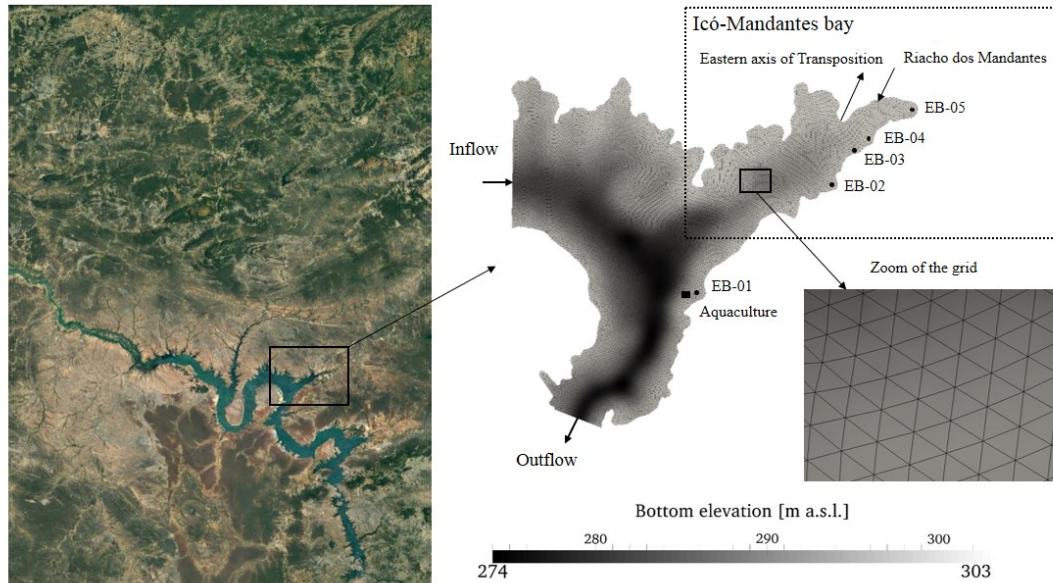 Icó-Mandantes bay
Eastern axis of Transposition
Riacho dos Mandantes
EB-05
EB-04
EB-03
EB-02
Inflow
EB-01
Aquaculture
Zoom of the grid
Outflow
Bottom elevation [m a.s.l.]
280
290
300
274
303